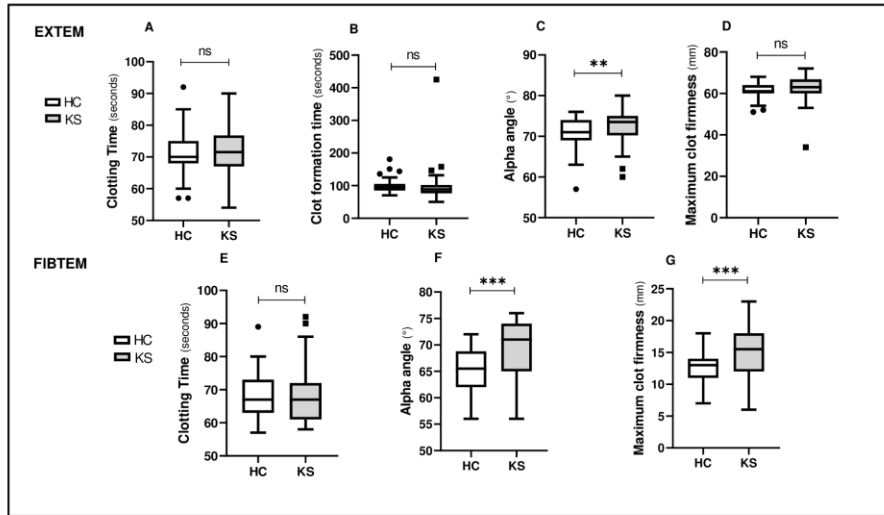 EXTEM
HC
KS
A
ns
Clotting Time (seconds)
100
90
80
70
60
50
HC
KS
B
ns
Clot formation time (seconds)
500
400
300
200
100
0
HC
KS
C
**
Alpha angle (°)
90
80
70
60
50
HC
KS
D
ns
Maximum clot firmness (mm)
80
60
40
20
0
HC
KS
FIBTEM
HC
KS
E
ns
Clotting Time (seconds)
100
90
80
70
60
50
HC
KS
F
***
Alpha angle (°)
80
75
70
65
60
55
50
HC
KS
G
***
Maximum clot firmness (mm)
25
20
15
10
5
0
HC
KS